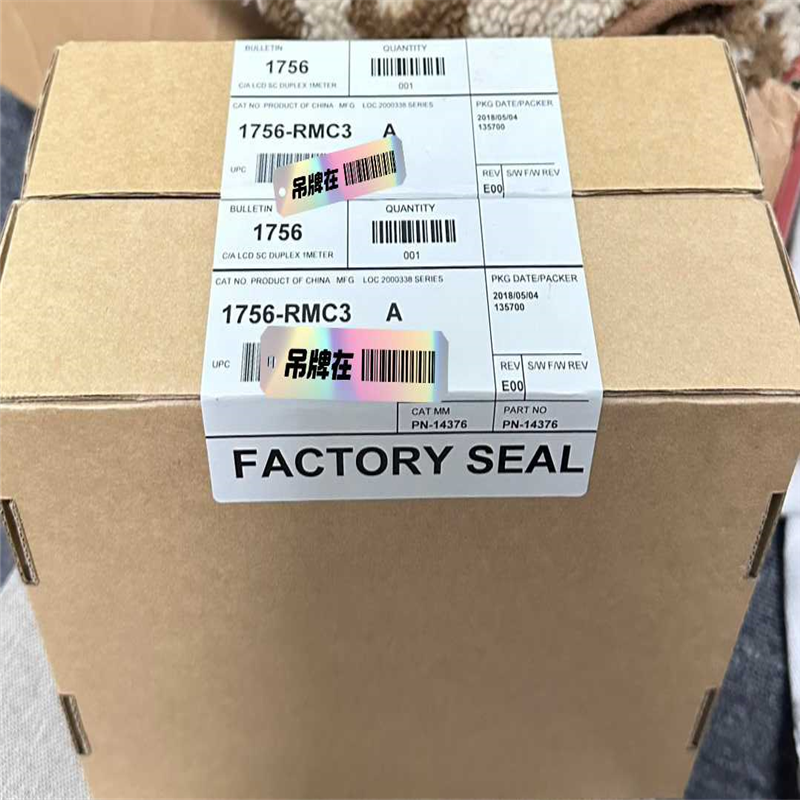 BULLETIN QUANTITY
1756
C/A LCD SC DUPLEX 1METER 001
CAT NO. PRODUCT OF CHINA MFG LOC 2000338 SERIES PKG DATE/PACKER
1756-RMC3 A 2018/05/04
135700
UPC
吊牌在
REV S/W F/W REV
E00
BULLETIN QUANTITY
1756
C/A LCD SC DUPLEX 1METER 001
CAT NO. PRODUCT OF CHINA MFG LOC 2000338 SERIES PKG DATE/PACKER
1756-RMC3 A 2018/05/04
135700
UPC
吊牌在
REV S/W F/W REV
E00
CAT MM PART NO
PN-14376 PN-14376
FACTORY SEAL